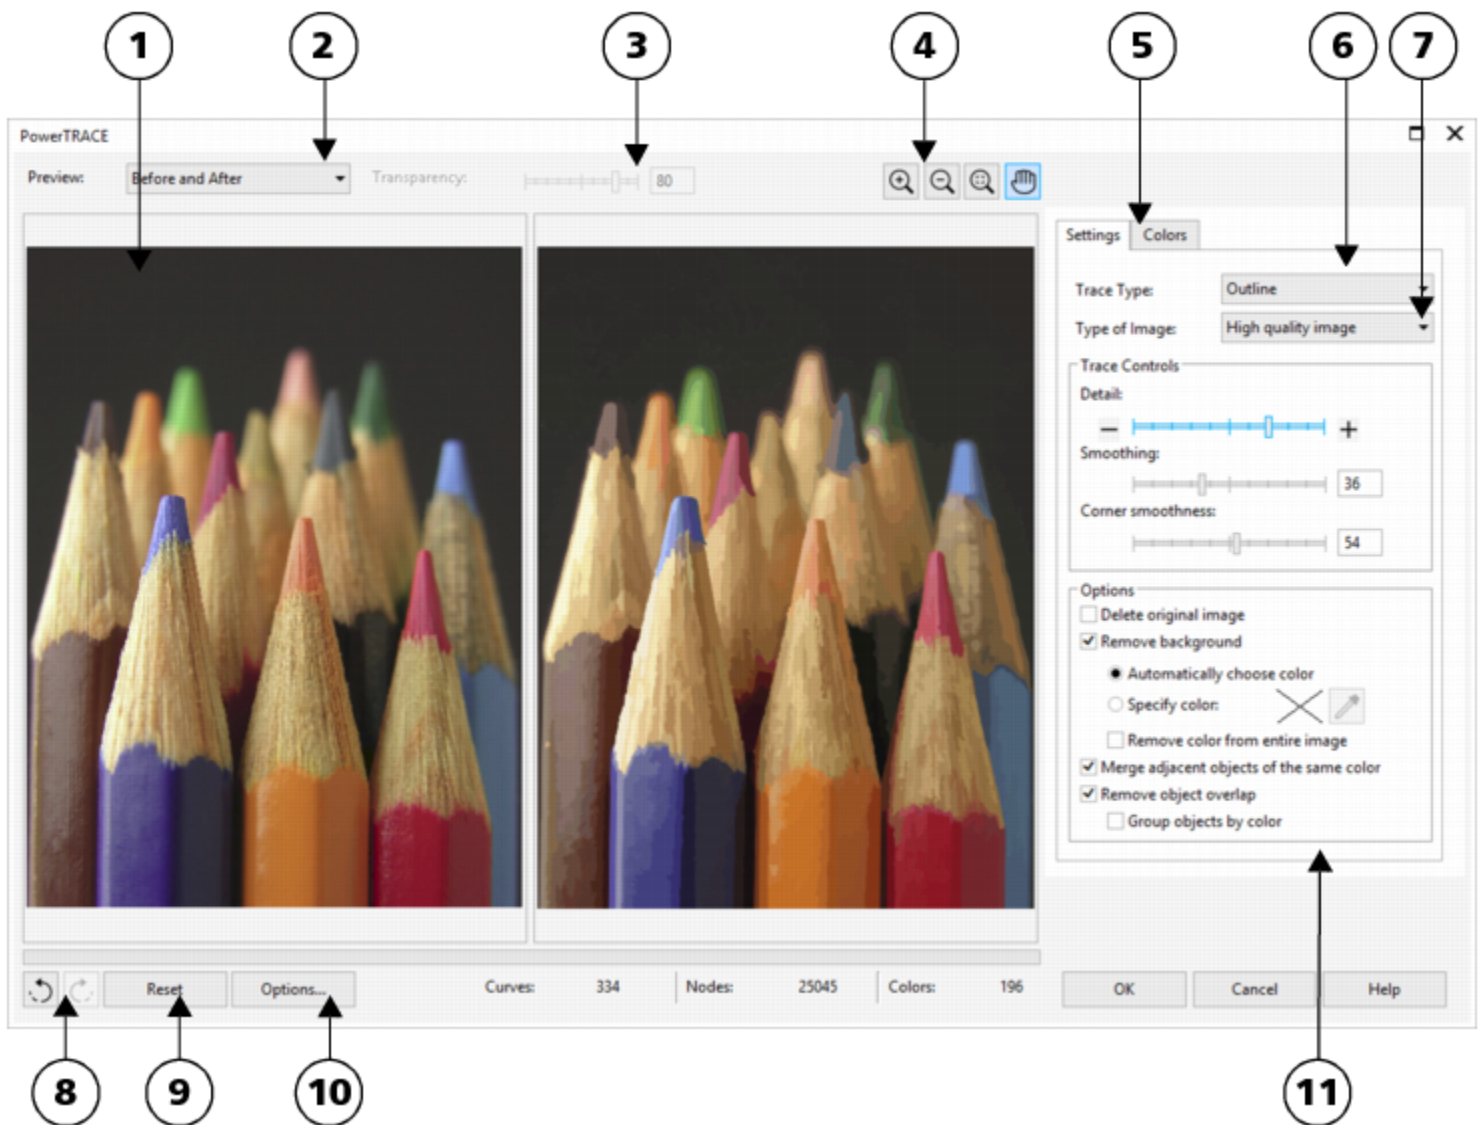 1 2 3 4 5 6 7
PowerTRACE
Preview: Before and After Transparency: 80
Settings Colors
Trace Type: Outline
Type of Image: High quality image
Trace Controls
Detail:
Smoothing:
36
Corner smoothness:
54
Options
Delete original image
Remove background
Automatically choose color
Specify color:
Remove color from entire image
Merge adjacent objects of the same color
Remove object overlap
Group objects by color
Reset Options... Curves: 334 Nodes: 25045 Colors: 196 OK Cancel Help
8 9 10 11